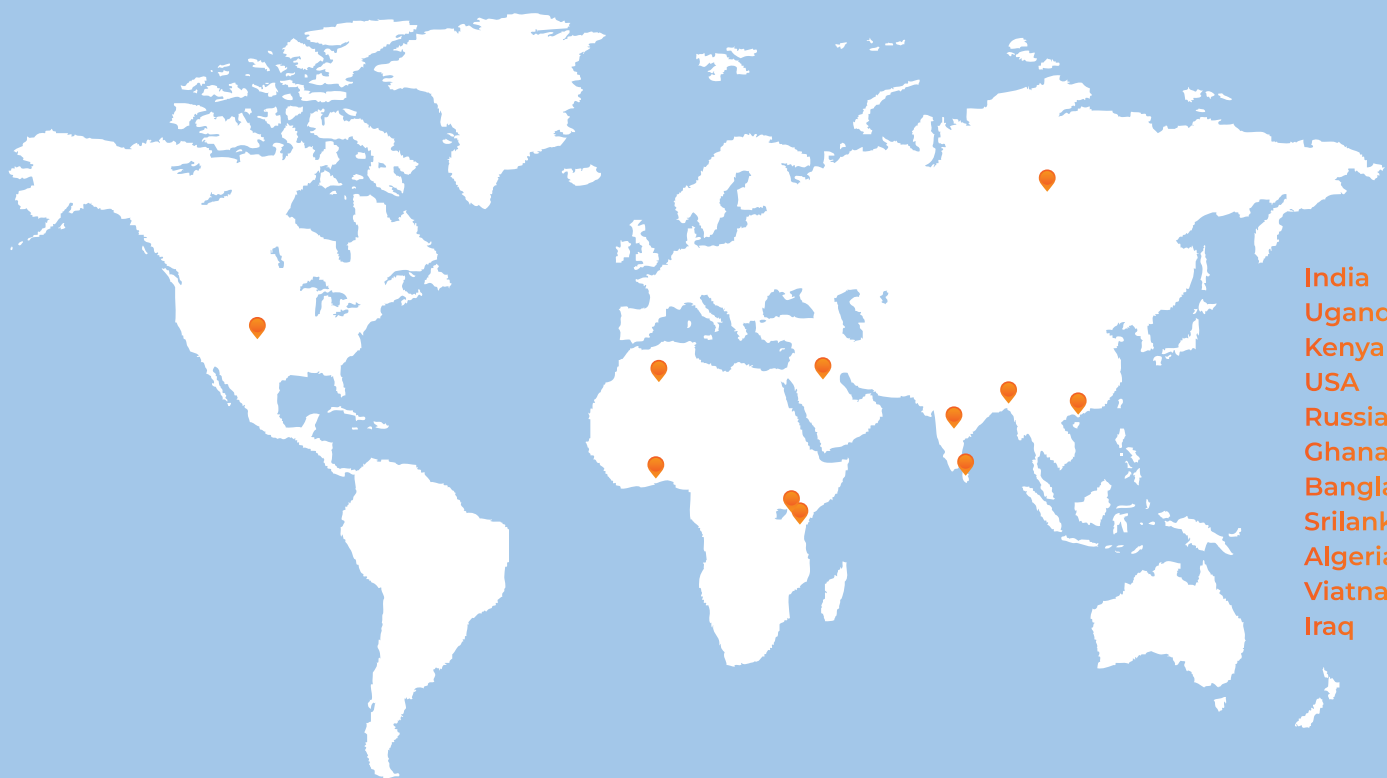 India
Ugand
Kenya
USA
Russia
Ghana
Bangla
Srilank
Algeria
Viatna
Iraq